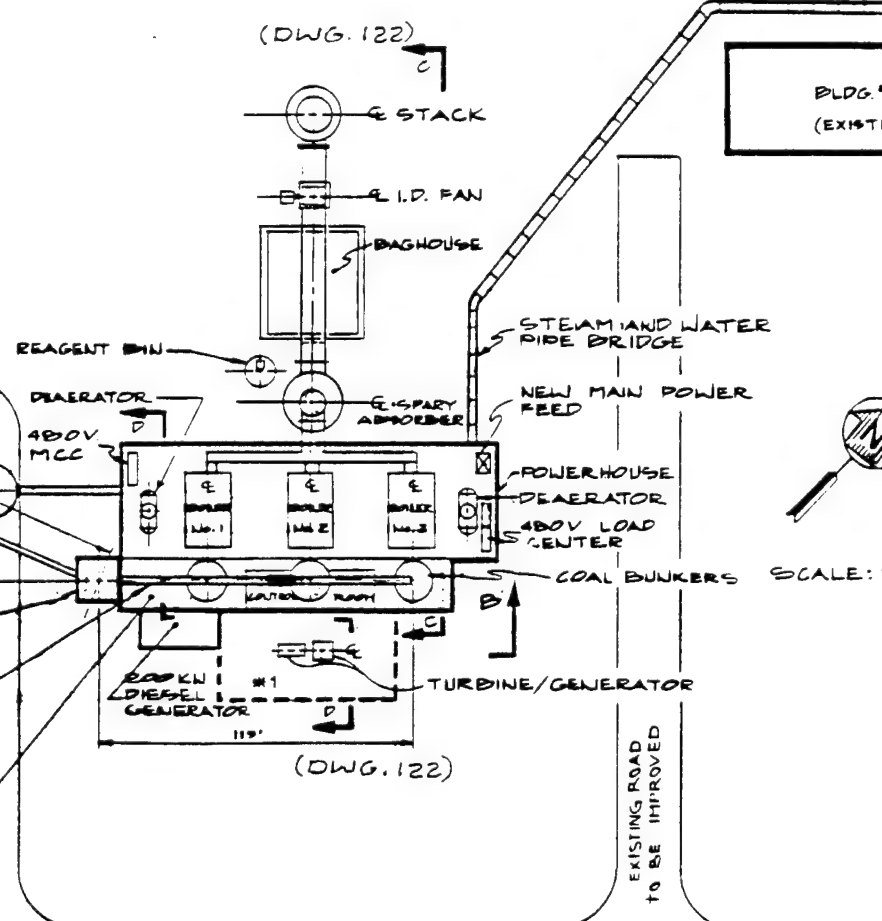 (DWG. 122)
C
BLDG.
℄ STACK
℄ I.D. FAN
BAGHOUSE
STEAM AND WATER
PIPE BRIDGE
REAGENT BIN
DEAERATOR
D
℄ SPARY
ABSORBER
NEW MAIN POWER
FEED
480V
MCC
N
POWERHOUSE
DEAERATOR
480V LOAD
CENTER
℄
BOILER
No. 1
℄
BOILER
No. 2
℄
BOILER
No. 3
COAL BUNKERS
SCALE:
CONTROL ROOM
B
C
℄
200 KW
DIESEL
GENERATOR
#1
TURBINE/GENERATOR
D
119'
(DWG. 122)
EXISTING ROAD
TO BE IMPROVED